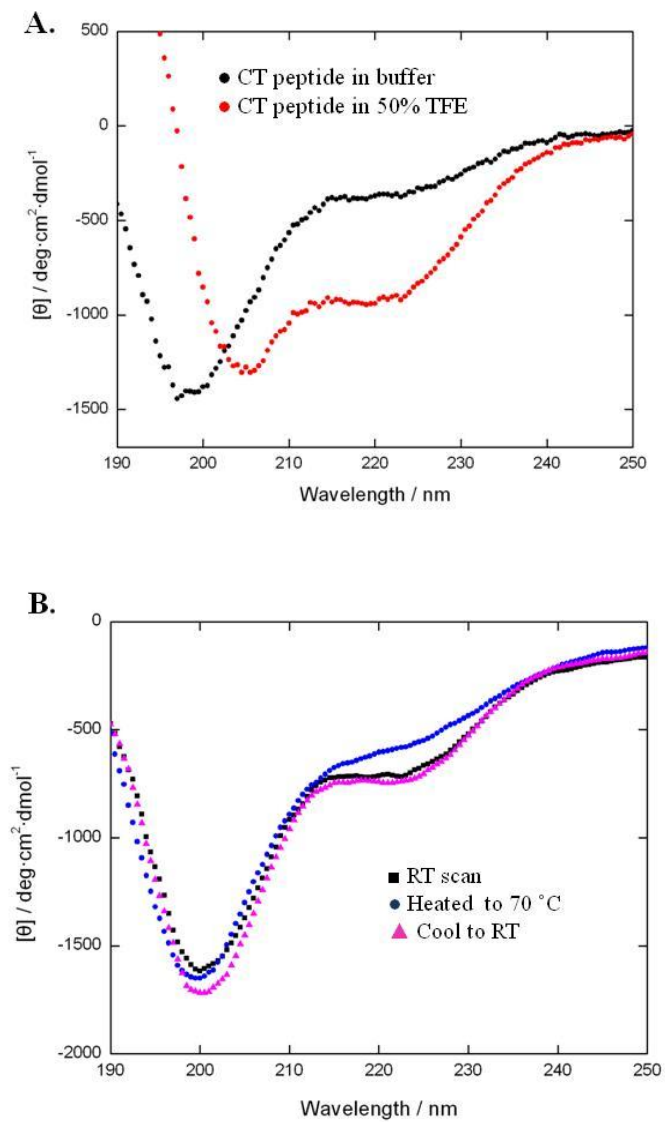 A.
500
0
-500
-1000
-1500
[θ] / deg·cm²·dmol⁻¹
CT peptide in buffer
CT peptide in 50% TFE
190 200 210 220 230 240 250
Wavelength / nm
B.
0
-500
-1000
-1500
-2000
[θ] / deg·cm²·dmol⁻¹
RT scan
Heated to 70 ˚C
Cool to RT
190 200 210 220 230 240 250
Wavelength / nm